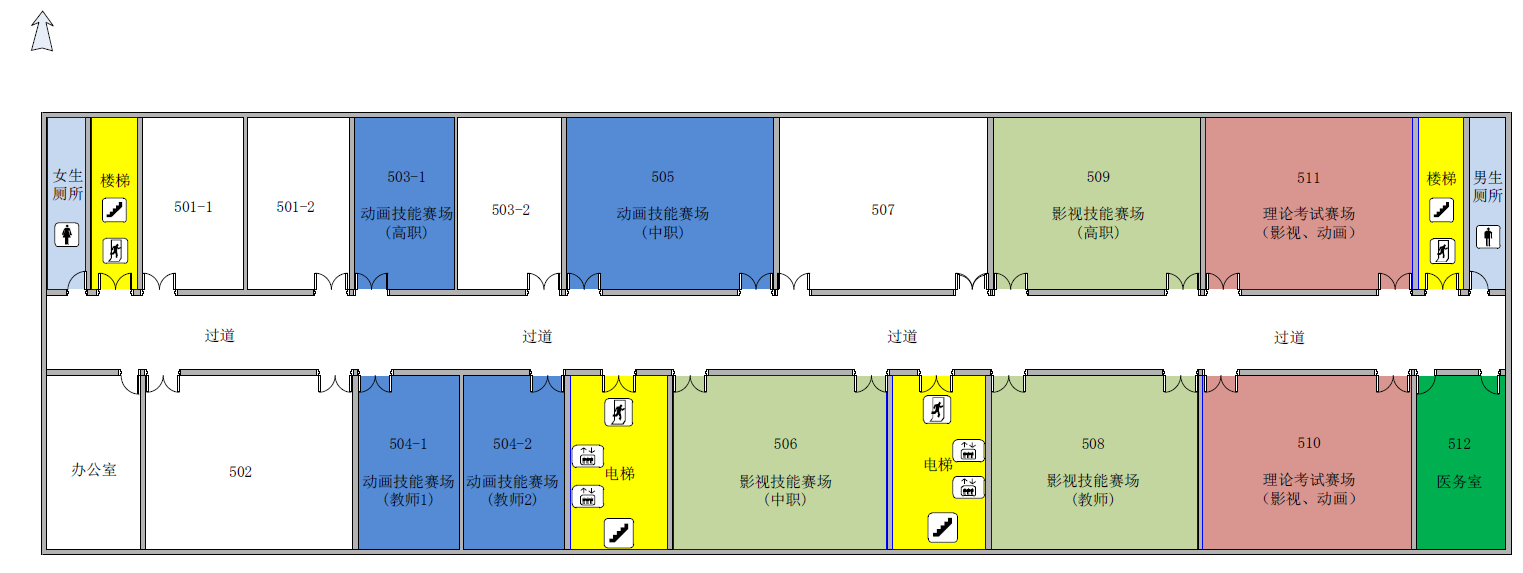 女生
厕所
楼梯
501-1
501-2
503-1
动画技能赛场
(高职)
503-2
505
动画技能赛场
(中职)
507
509
影视技能赛场
(高职)
511
理论考试赛场
(影视、动画)
楼梯
男生
厕所
过道
过道
过道
过道
办公室
502
504-1
动画技能赛场
(教师1)
504-2
动画技能赛场
(教师2)
电梯
506
影视技能赛场
(中职)
电梯
508
影视技能赛场
(教师)
510
理论考试赛场
(影视、动画)
512
医务室